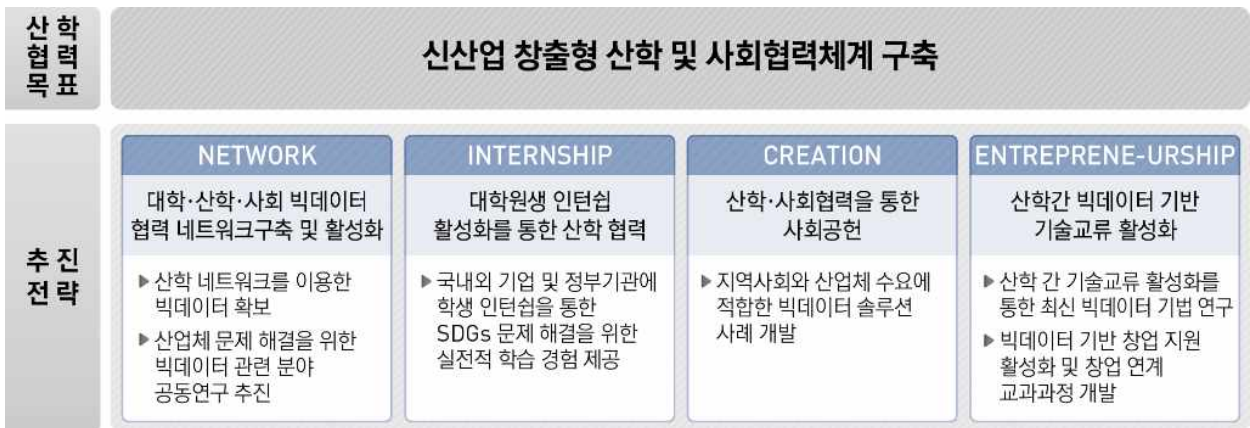 산 학
협 력
목 표
신산업 창출형 산학 및 사회협력체계 구축
추 진
전 략
NETWORK
대학·산학·사회 빅데이터
협력 네트워크구축 및 활성화
▶ 산학 네트워크를 이용한
빅데이터 확보
▶ 산업체 문제 해결을 위한
빅데이터 관련 분야
공동연구 추진
INTERNSHIP
대학원생 인턴쉽
활성화를 통한 산학 협력
▶ 국내외 기업 및 정부기관에
학생 인턴쉽을 통한
SDGs 문제 해결을 위한
실전적 학습 경험 제공
CREATION
산학·사회협력을 통한
사회공헌
▶ 지역사회와 산업체 수요에
적합한 빅데이터 솔루션
사례 개발
ENTREPRENE-URSHIP
산학간 빅데이터 기반
기술교류 활성화
▶ 산학 간 기술교류 활성화를
통한 최신 빅데이터 기법 연구
▶ 빅데이터 기반 창업 지원
활성화 및 창업 연계
교과과정 개발